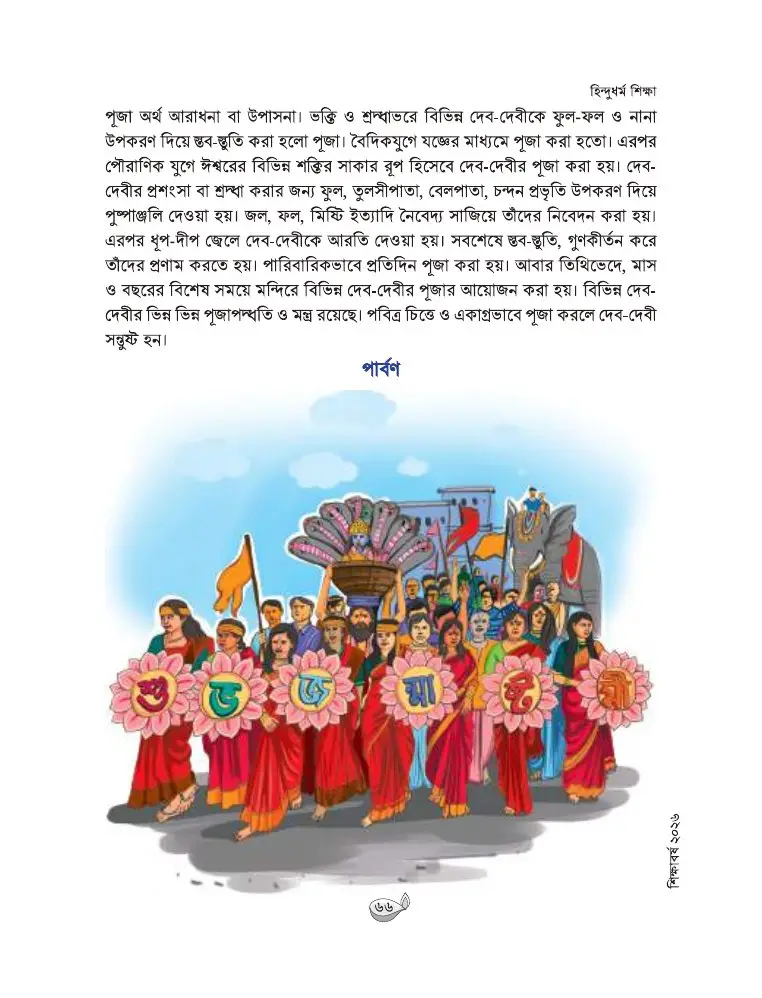 হিন্দুধর্ম শিক্ষা
পূজা অর্থ আরাধনা বা উপাসনা। ভক্তি ও শ্রদ্ধাভরে বিভিন্ন দেব-দেবীকে ফুল-ফল ও নানা
উপকরণ দিয়ে স্তব-স্তুতি করা হলো পূজা। বৈদিকযুগে যজ্ঞের মাধ্যমে পূজা করা হতো। এরপর
পৌরাণিক যুগে ঈশ্বরের বিভিন্ন শক্তির সাকার রূপ হিসেবে দেব-দেবীর পূজা করা হয়। দেব-
দেবীর প্রশংসা বা শ্রদ্ধা করার জন্য ফুল, তুলসীপাতা, বেলপাতা, চন্দন প্রভৃতি উপকরণ দিয়ে
পুষ্পাঞ্জলি দেওয়া হয়। জল, ফল, মিষ্টি ইত্যাদি নৈবেদ্য সাজিয়ে তাঁদের নিবেদন করা হয়।
এরপর ধূপ-দীপ জ্বেলে দেব-দেবীকে আরতি দেওয়া হয়। সবশেষে স্তব-স্তুতি, গুণকীর্তন করে
তাঁদের প্রণাম করতে হয়। পারিবারিকভাবে প্রতিদিন পূজা করা হয়। আবার তিথিভেদে, মাস
ও বছরের বিশেষ সময়ে মন্দিরে বিভিন্ন দেব-দেবীর পূজার আয়োজন করা হয়। বিভিন্ন দেব-
দেবীর ভিন্ন ভিন্ন পূজাপদ্ধতি ও মন্ত্র রয়েছে। পবিত্র চিত্তে ও একাগ্রভাবে পূজা করলে দেব-দেবী
সন্তুষ্ট হন।
পার্বণ
শুভ জন্মাষ্টমী
শিক্ষাবর্ষ ২০২৬
৬৬